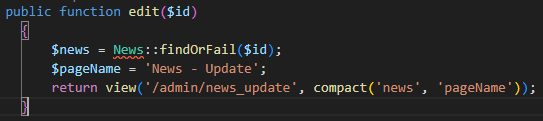 public function edit($id)
{
$news = News::findOrFail($id);
$pageName = 'News - Update';
return view('/admin/news_update', compact('news', 'pageName'));
}